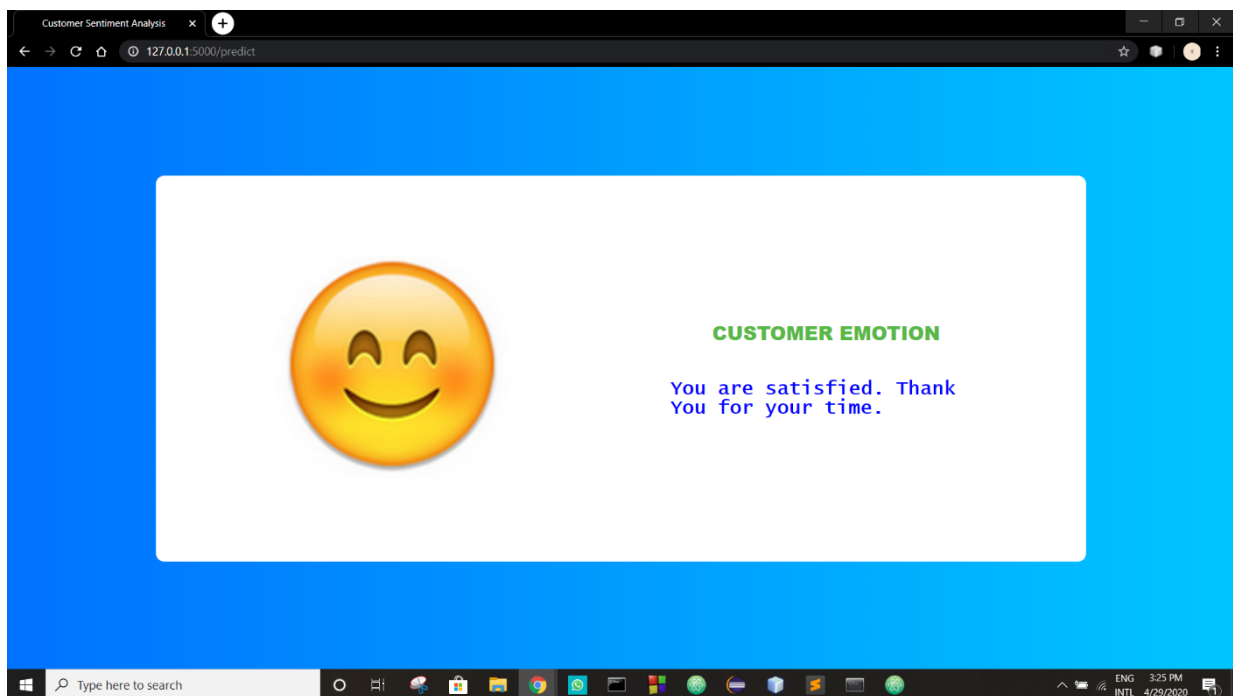 Customer Sentiment Analysis
127.0.0.1:5000/predict
CUSTOMER EMOTION
You are satisfied. Thank
You for your time.
Type here to search
ENG 3:25 PM
INTL 4/29/2020